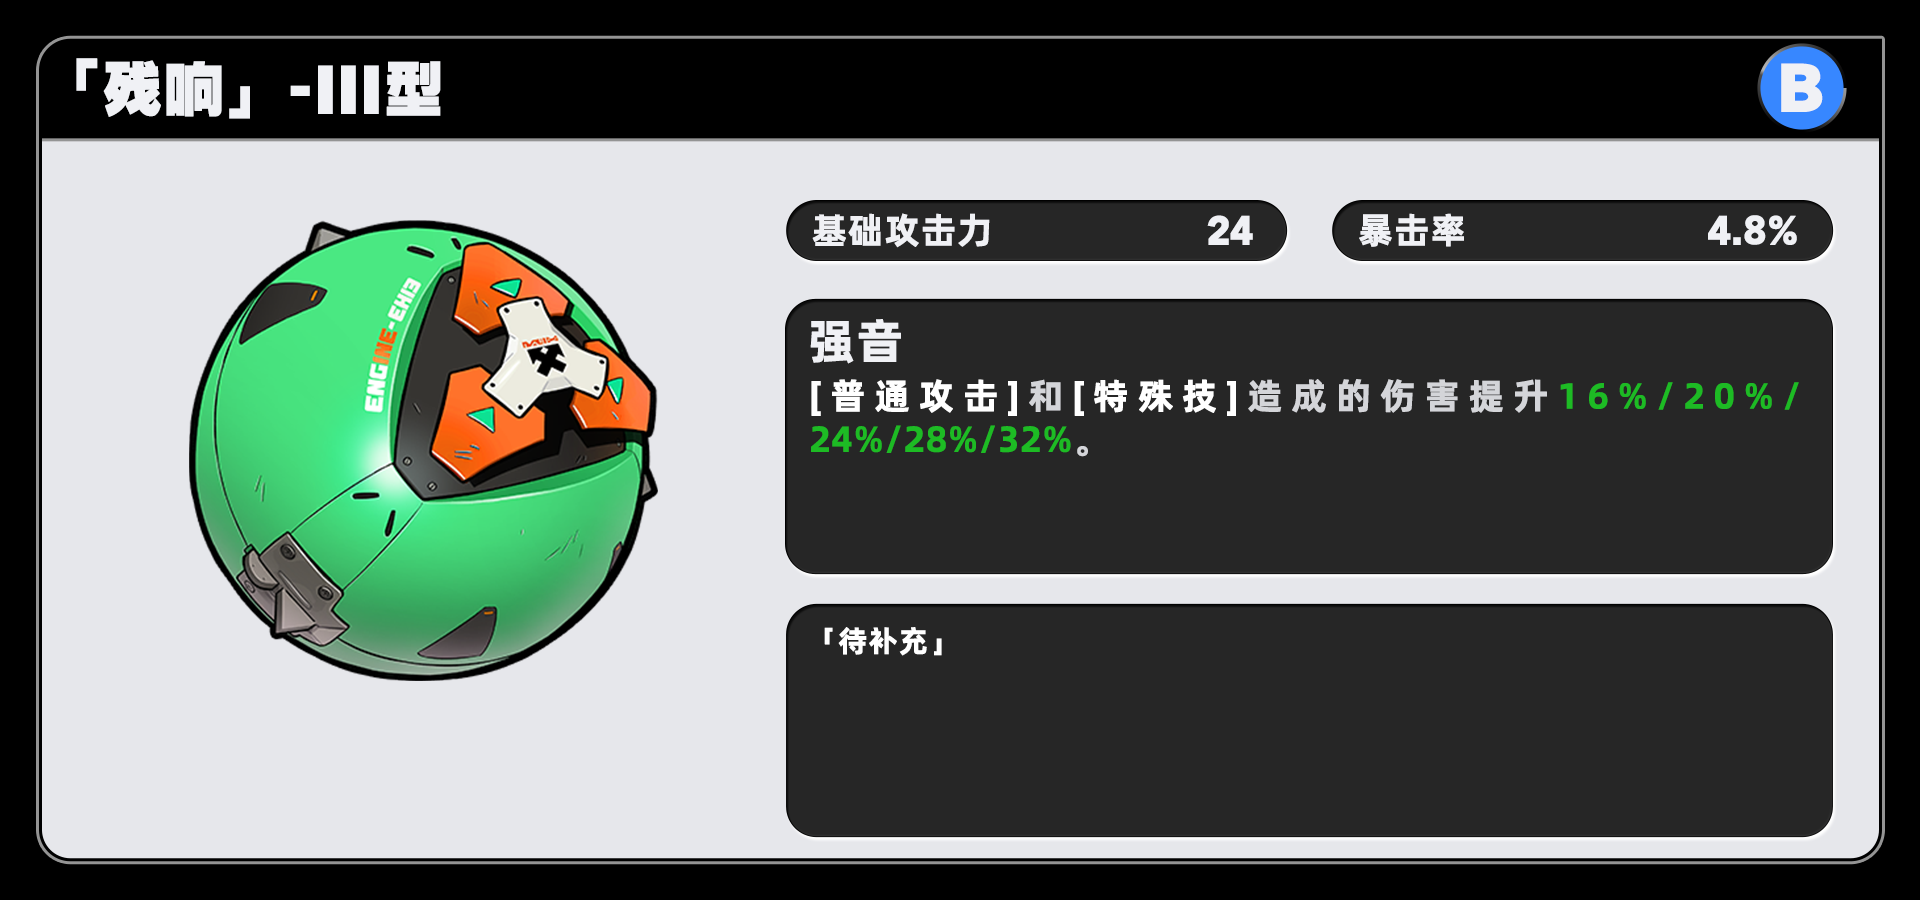 「残响」-III型
B
基础攻击力 24
暴击率 4.8%
ENGINE-EH3
强音
[普通攻击]和[特殊技]造成的伤害提升16%/20%/
24%/28%/32%。
「待补充」